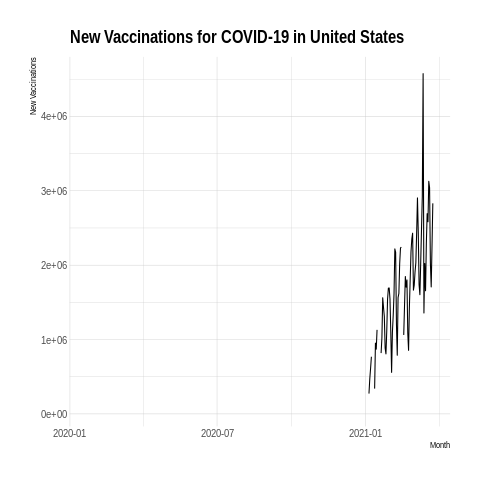 New Vaccinations for COVID-19 in United States
New Vaccinations
4e+06
3e+06
2e+06
1e+06
0e+00
2020-01 2020-07 2021-01
Month